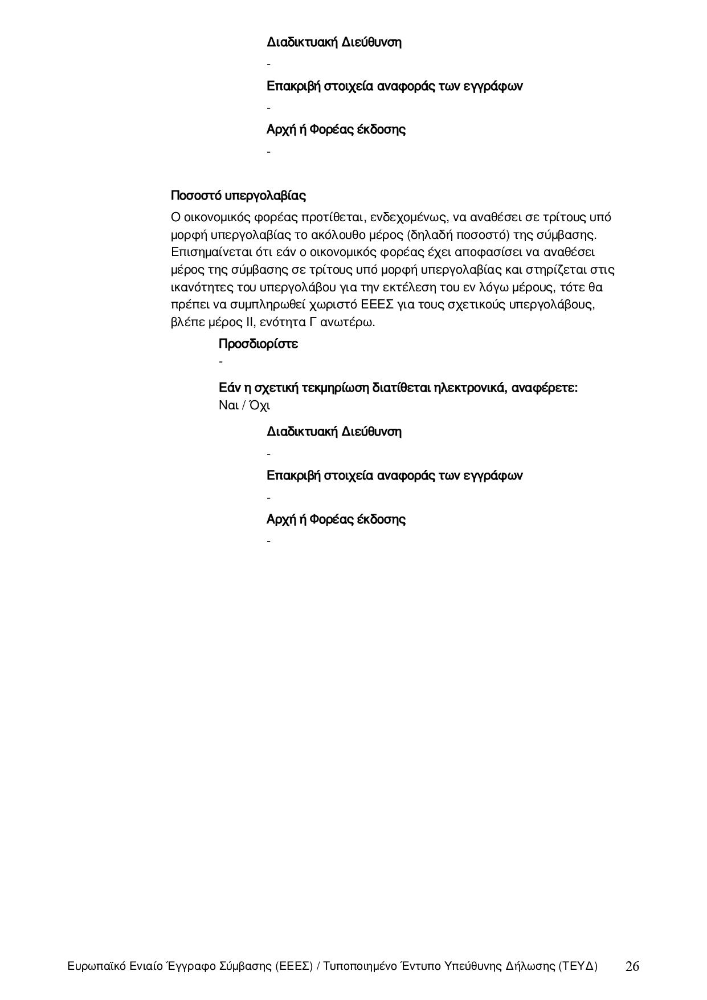 Διαδικτυακή Διεύθυνση
-
Επακριβή στοιχεία αναφοράς των εγγράφων
-
Αρχή ή Φορέας έκδοσης
-
Ποσοστό υπεργολαβίας
Ο οικονομικός φορέας προτίθεται, ενδεχομένως, να αναθέσει σε τρίτους υπό
μορφή υπεργολαβίας το ακόλουθο μέρος (δηλαδή ποσοστό) της σύμβασης.
Επισημαίνεται ότι εάν ο οικονομικός φορέας έχει αποφασίσει να αναθέσει
μέρος της σύμβασης σε τρίτους υπό μορφή υπεργολαβίας και στηρίζεται στις
ικανότητες του υπεργολάβου για την εκτέλεση του εν λόγω μέρους, τότε θα
πρέπει να συμπληρωθεί χωριστό ΕΕΕΣ για τους σχετικούς υπεργολάβους,
βλέπε μέρος ΙΙ, ενότητα Γ ανωτέρω.
Προσδιορίστε
-
Εάν η σχετική τεκμηρίωση διατίθεται ηλεκτρονικά, αναφέρετε:
Ναι / Όχι
Διαδικτυακή Διεύθυνση
-
Επακριβή στοιχεία αναφοράς των εγγράφων
-
Αρχή ή Φορέας έκδοσης
-
Ευρωπαϊκό Ενιαίο Έγγραφο Σύμβασης (ΕΕΕΣ) / Τυποποιημένο Έντυπο Υπεύθυνης Δήλωσης (ΤΕΥΔ) 26